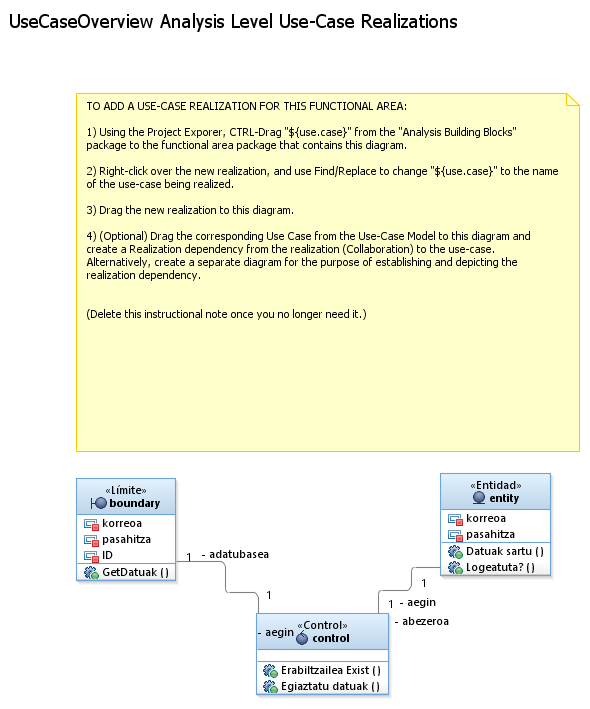 UseCaseOverview Analysis Level Use-Case Realizations
TO ADD A USE-CASE REALIZATION FOR THIS FUNCTIONAL AREA:
1) Using the Project Exporer, CTRL-Drag "${use.case}" from the "Analysis Building Blocks"
package to the functional area package that contains this diagram.
2) Right-click over the new realization, and use Find/Replace to change "${use.case}" to the name
of the use-case being realized.
3) Drag the new realization to this diagram.
4) (Optional) Drag the corresponding Use Case from the Use-Case Model to this diagram and
create a Realization dependency from the realization (Collaboration) to the use-case.
Alternatively, create a separate diagram for the purpose of establishing and depicting the
realization dependency.
(Delete this instructional note once you no longer need it.)
«Límite»
boundary
korreoa
pasahitza
ID
GetDatuak ( )
«Entidad»
entity
korreoa
pasahitza
Datuak sartu ( )
Logeatuta? ( )
1 - adatubasea
1
1
1 - aegin
- abezeroa
- aegin
«Control»
control
Erabiltzailea Exist ( )
Egiaztatu datuak ( )